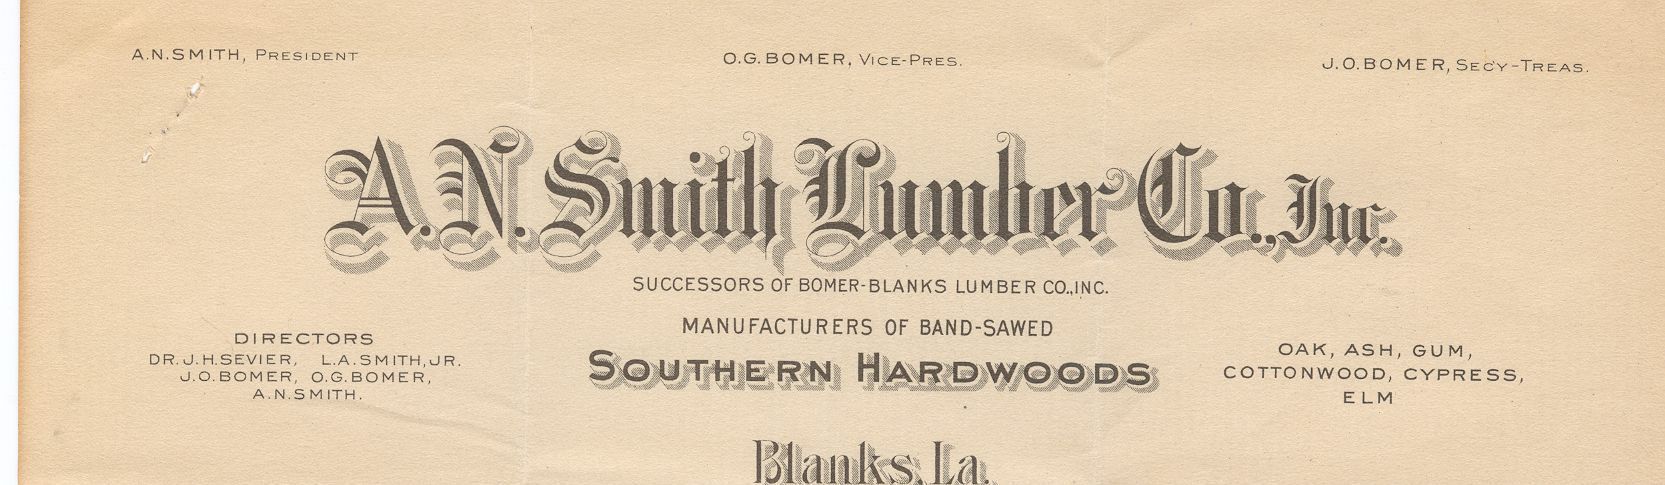 A.N.SMITH, PRESIDENT
O.G.BOMER, VICE-PRES.
J.O.BOMER, SEC'Y-TREAS.
A.N. Smith Lumber Co., Inc.
SUCCESSORS OF BOMER-BLANKS LUMBER CO.,INC.
MANUFACTURERS OF BAND-SAWED
SOUTHERN HARDWOODS
DIRECTORS
DR.J.H.SEVIER, L.A.SMITH,JR.
J.O.BOMER, O.G.BOMER,
A.N.SMITH.
OAK, ASH, GUM,
COTTONWOOD, CYPRESS,
ELM
Blanks, La.